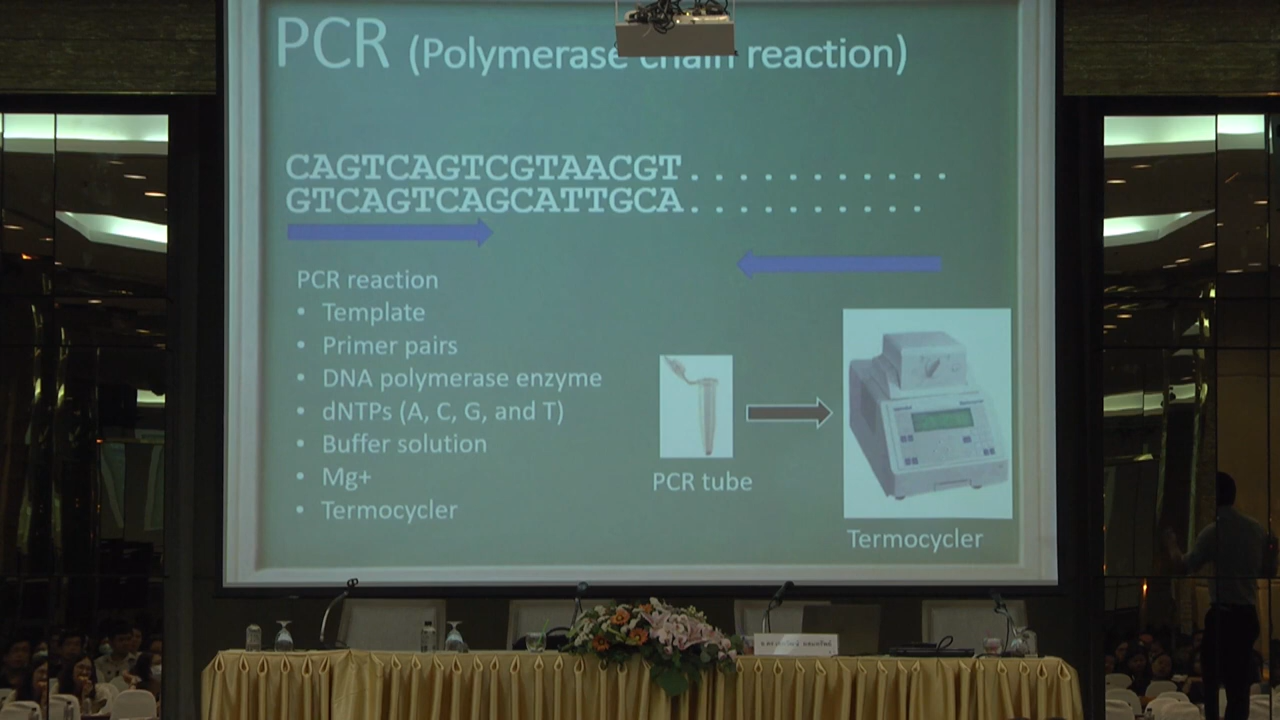 PCR (Polymerase chain reaction)
CAGTCAGTCGTAACGT...........
GTCAGTCAGCATTGCA..........
PCR reaction
• Template
• Primer pairs
• DNA polymerase enzyme
• dNTPs (A, C, G, and T)
• Buffer solution
• Mg+
• Termocycler
PCR tube
Termocycler